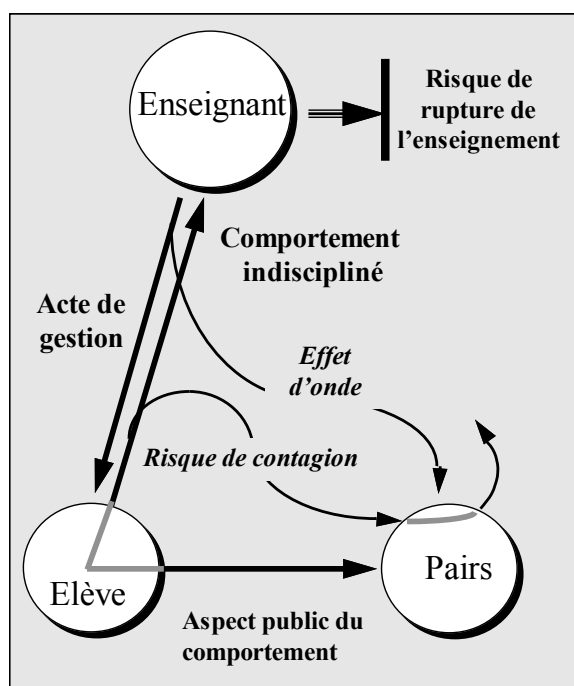 Enseignant
Risque de
rupture de
l'enseignement
Comportement
indiscipliné
Acte de
gestion
Effet
d'onde
Risque de contagion
Elève
Pairs
Aspect public du
comportement